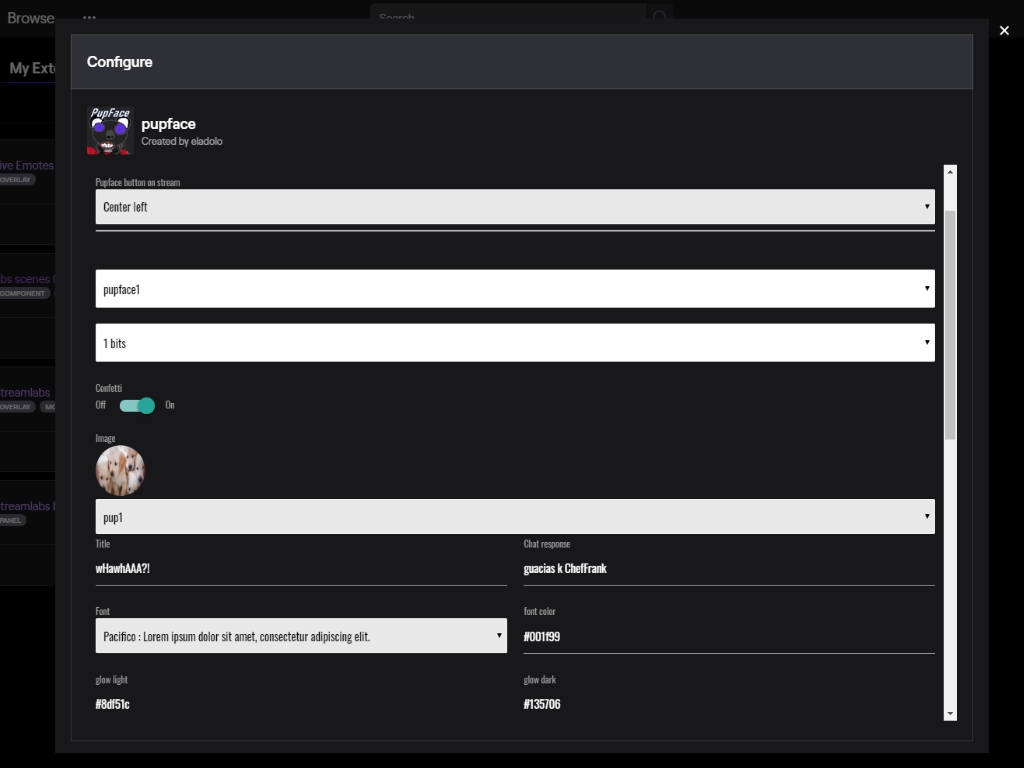 Browse
Search
My Exte
Configure
PupFace
pupface
Created by eladolo
ive Emotes
OVERLAY
Pupface button on stream
Center left
bs scenes
COMPONENT
pupface1
1 bits
Confetti
Off On
treamlabs
OVERLAY
Image
pup1
Title Chat response
wHawhAAA?! guacias k ChefFrank
treamlabs
PANEL
Font font color
Pacifico : Lorem ipsum dolor sit amet, consectetur adipiscing elit. #001f99
glow light glow dark
#8df51c #135706